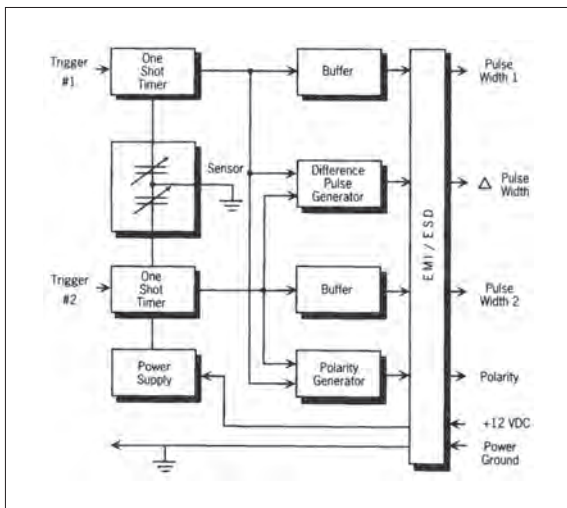 Trigger
#1
One
Shot
Timer
Buffer
Pulse
Width 1
Sensor
Difference
Pulse
Generator
△ Pulse
Width
EMI / ESD
Trigger
#2
One
Shot
Timer
Buffer
Pulse
Width 2
Power
Supply
Polarity
Generator
Polarity
+12 VDC
Power
Ground